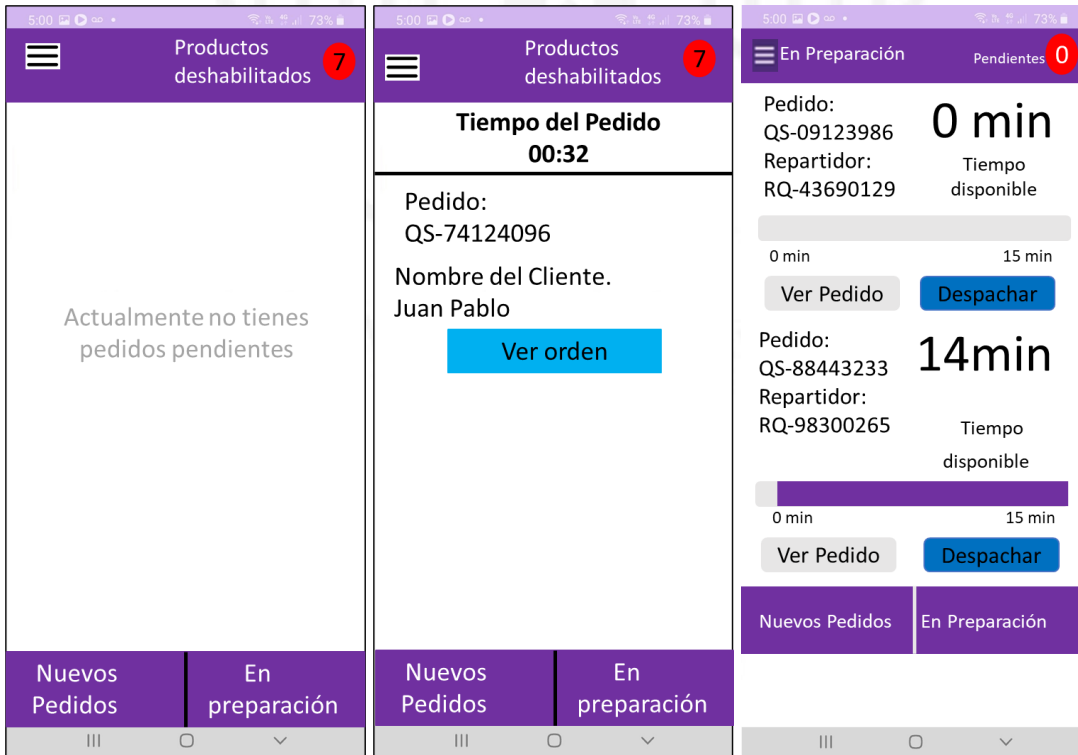 5:00
73%
Productos
deshabilitados
7
Actualmente no tienes
pedidos pendientes
Nuevos
Pedidos
En
preparación
5:00
73%
Productos
deshabilitados
7
Tiempo del Pedido
00:32
Pedido:
QS-74124096
Nombre del Cliente.
Juan Pablo
Ver orden
Nuevos
Pedidos
En
preparación
5:00
73%
En Preparación
Pendientes
0
Pedido:
QS-09123986
Repartidor:
RQ-43690129
0 min
Tiempo
disponible
0 min
15 min
Ver Pedido
Despachar
Pedido:
QS-88443233
Repartidor:
RQ-98300265
14min
Tiempo
disponible
0 min
15 min
Ver Pedido
Despachar
Nuevos Pedidos
En Preparación